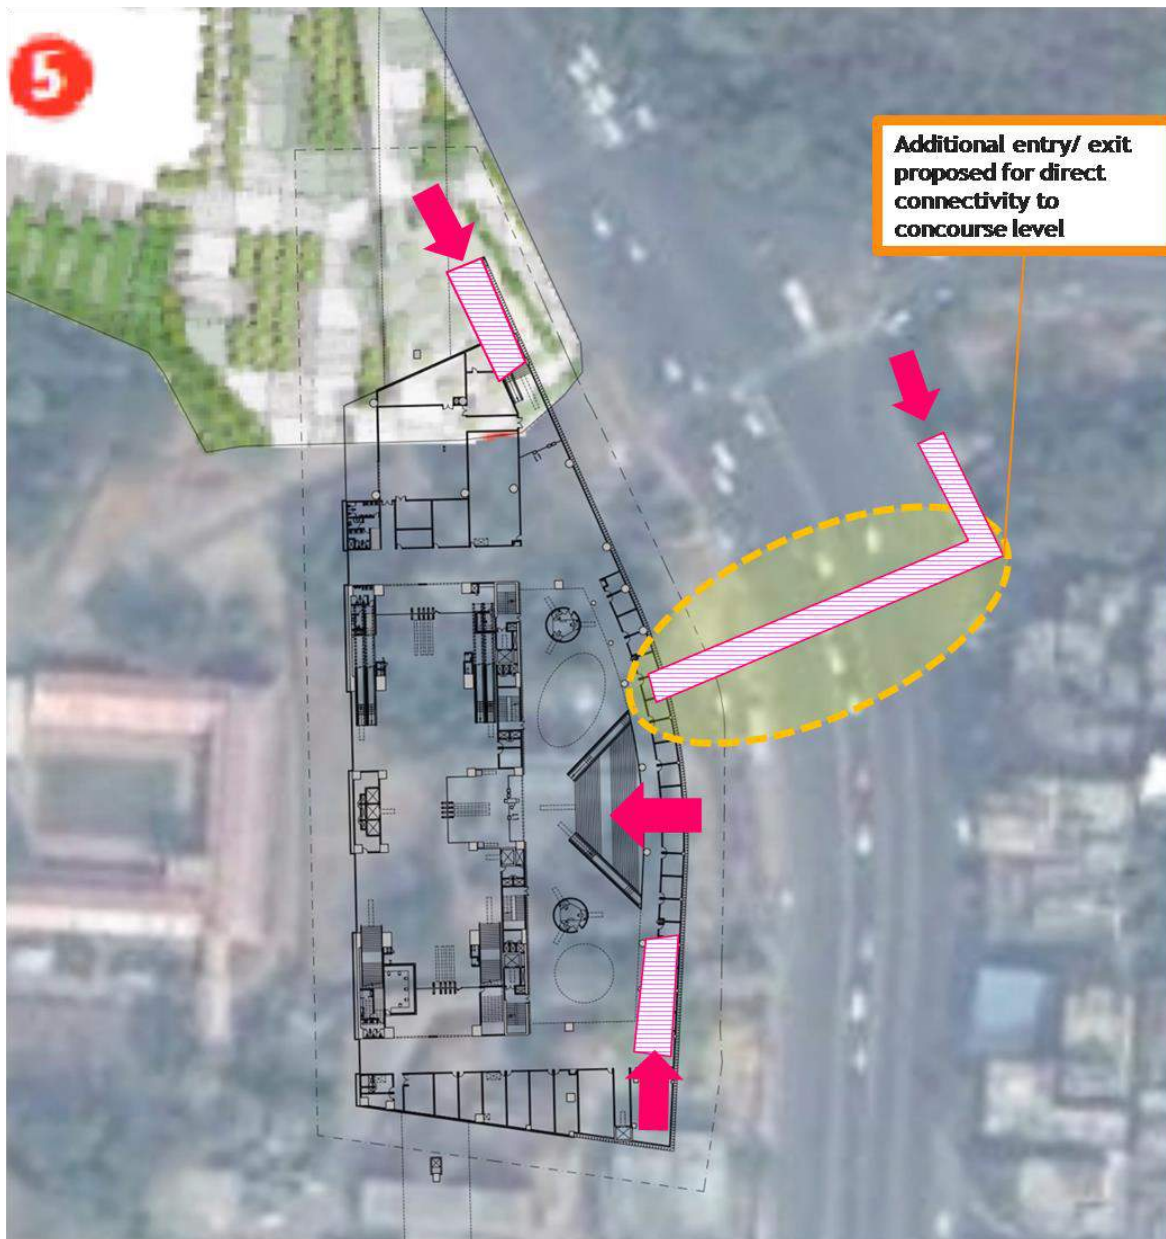 5
Additional entry/ exit
proposed for direct
connectivity to
concourse level